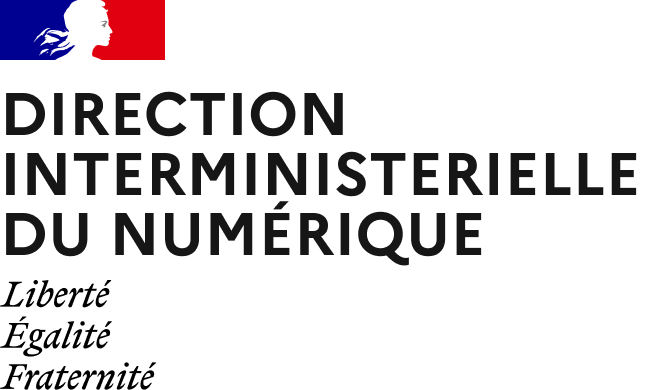 DIRECTION
INTERMINISTERIELLE
DU NUMÉRIQUE
Liberté
Égalité
Fraternité